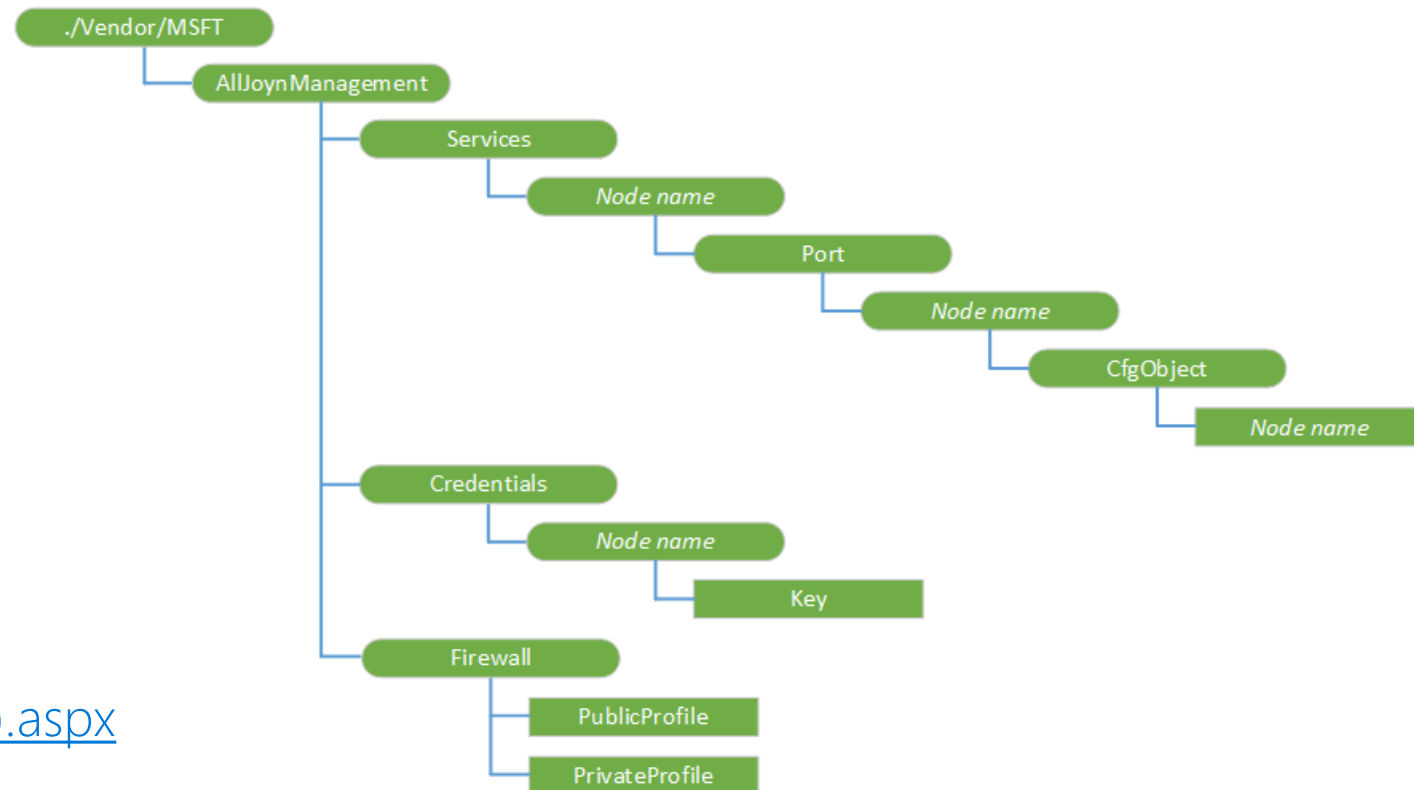 ./Vendor/MSFT
AllJoynManagement
Services
Node name
Port
Node name
CfgObject
Node name
Credentials
Node name
Key
Firewall
PublicProfile
PrivateProfile
.aspx